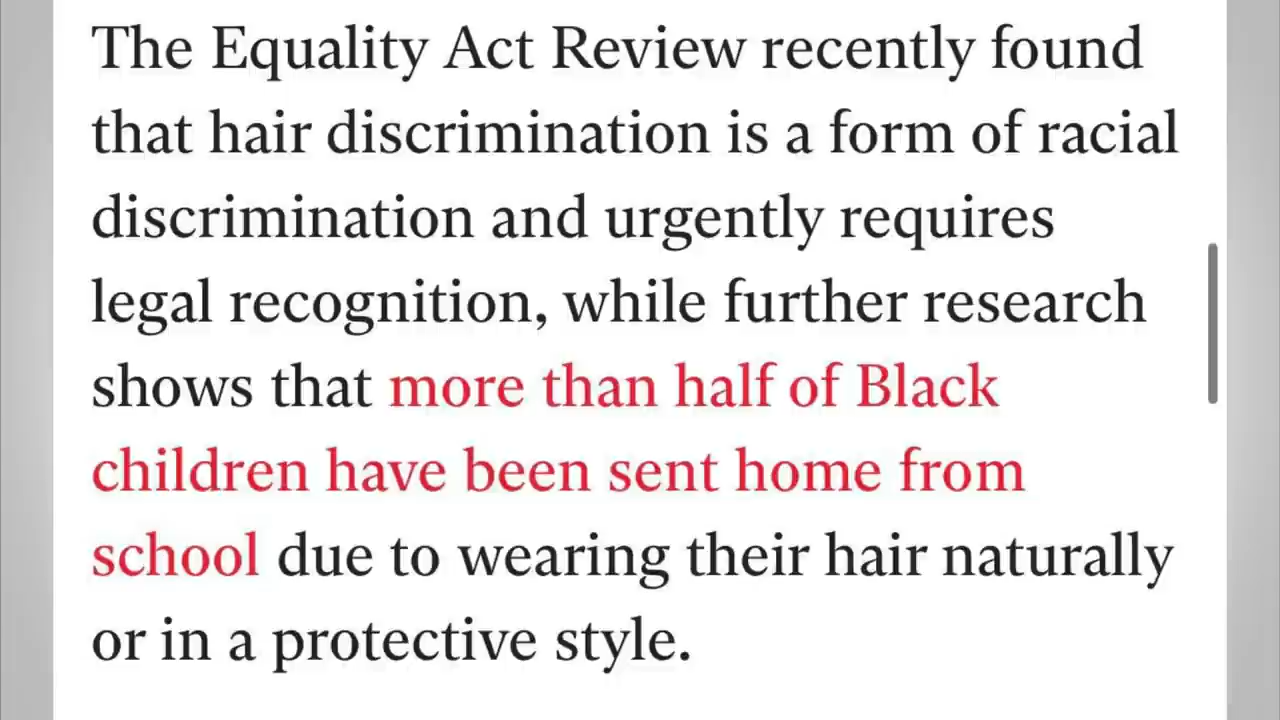 The Equality Act Review recently found
that hair discrimination is a form of racial
discrimination and urgently requires
legal recognition, while further research
shows that more than half of Black
children have been sent home from
school due to wearing their hair naturally
or in a protective style.